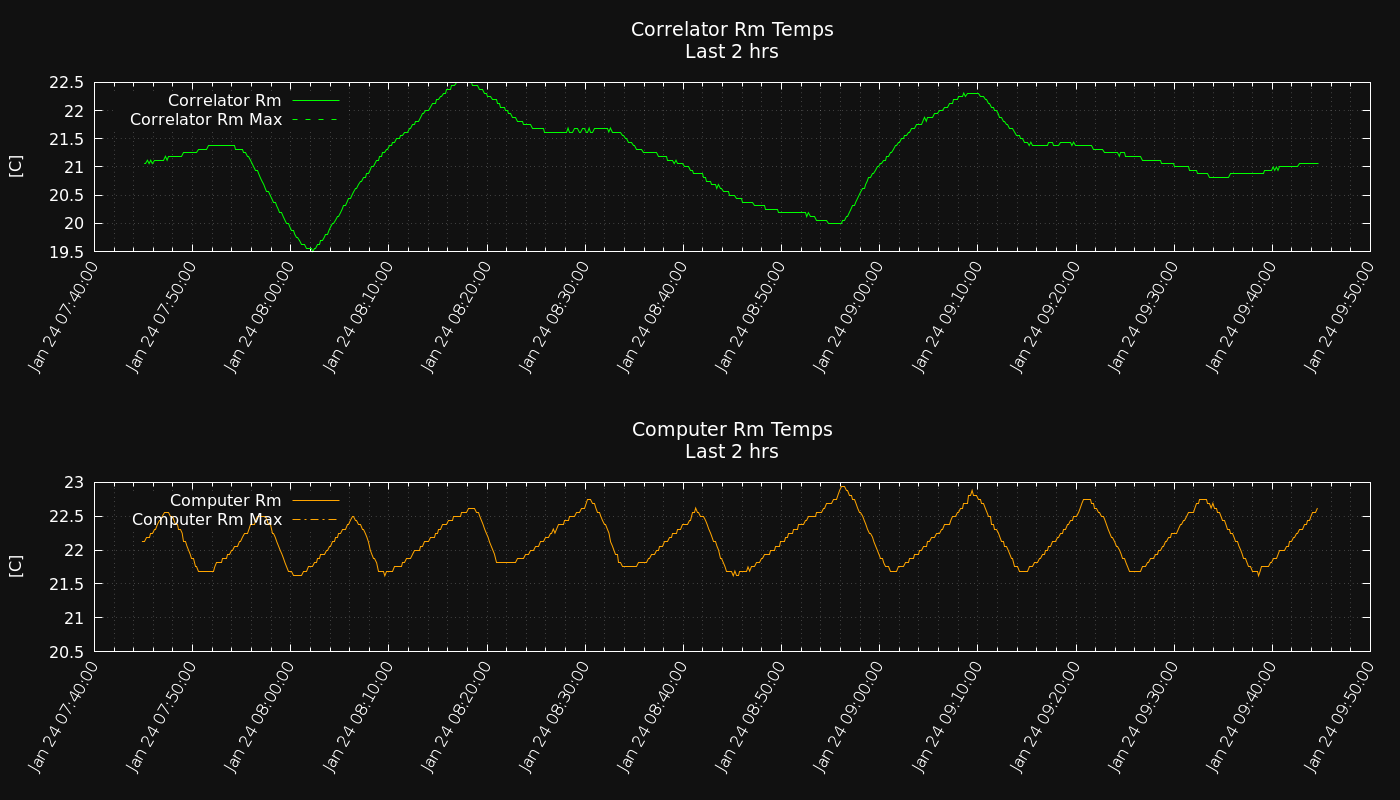 Correlator Rm Temps
Last 2 hrs
22.5
22
21.5
21
20.5
20
19.5
[C]
Correlator Rm
Correlator Rm Max
Jan 24 07:40:00
Jan 24 07:50:00
Jan 24 08:00:00
Jan 24 08:10:00
Jan 24 08:20:00
Jan 24 08:30:00
Jan 24 08:40:00
Jan 24 08:50:00
Jan 24 09:00:00
Jan 24 09:10:00
Jan 24 09:20:00
Jan 24 09:30:00
Jan 24 09:40:00
Jan 24 09:50:00
Computer Rm Temps
Last 2 hrs
23
22.5
22
21.5
21
20.5
[C]
Computer Rm
Computer Rm Max
Jan 24 07:40:00
Jan 24 07:50:00
Jan 24 08:00:00
Jan 24 08:10:00
Jan 24 08:20:00
Jan 24 08:30:00
Jan 24 08:40:00
Jan 24 08:50:00
Jan 24 09:00:00
Jan 24 09:10:00
Jan 24 09:20:00
Jan 24 09:30:00
Jan 24 09:40:00
Jan 24 09:50:00